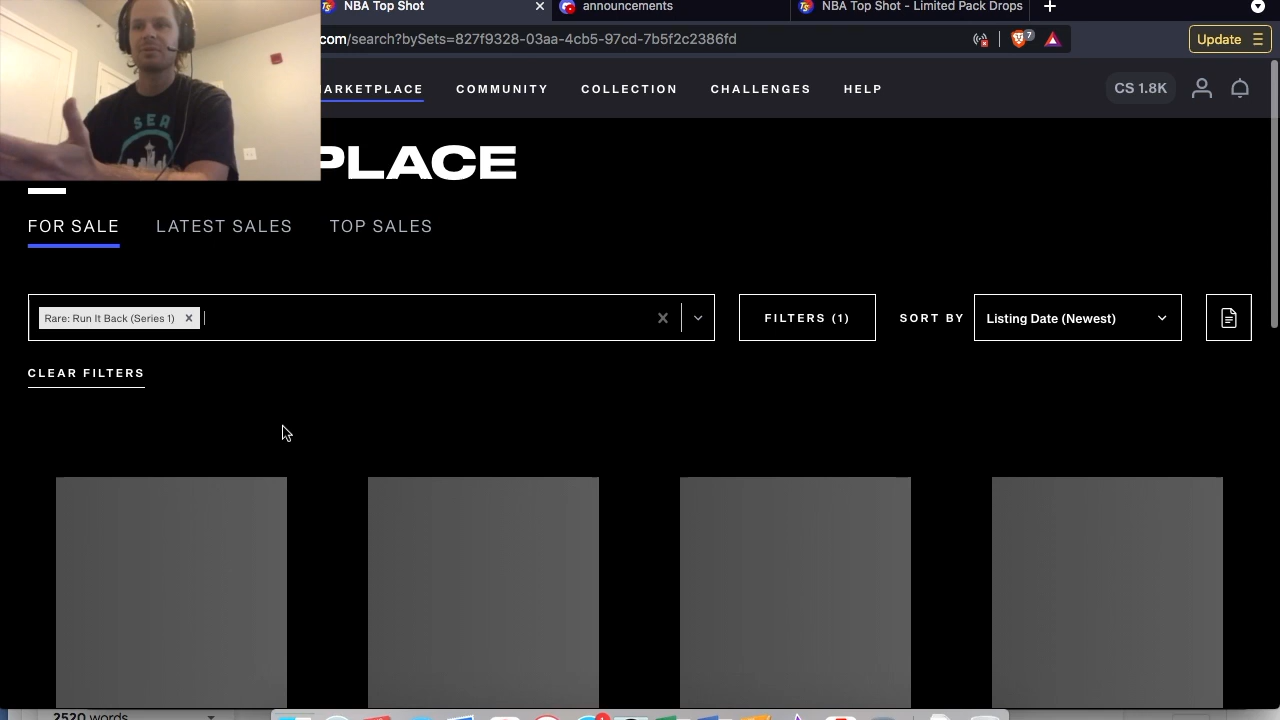 NBA Top Shot
announcements
NBA Top Shot - Limited Pack Drops
.com/search?bySets=827f9328-03aa-4cb5-97cd-7b5f2c2386fd
7
Update
MARKETPLACE COMMUNITY COLLECTION CHALLENGES HELP
CS 1.8K
SEA
PLACE
FOR SALE LATEST SALES TOP SALES
Rare: Run It Back (Series 1)
FILTERS (1)
SORT BY
Listing Date (Newest)
CLEAR FILTERS
2520 words